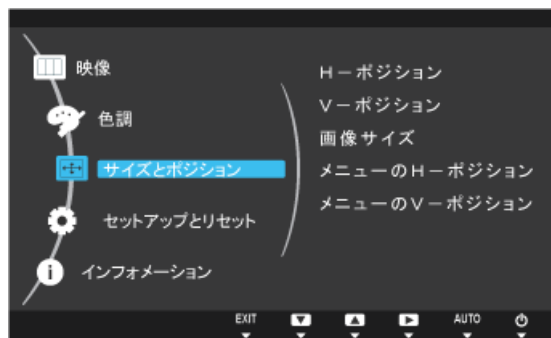 映像
色調
サイズとポジション
セットアップとリセット
インフォメーション
H－ポジション
V－ポジション
画像サイズ
メニューのH－ポジション
メニューのV－ポジション
EXIT AUTO